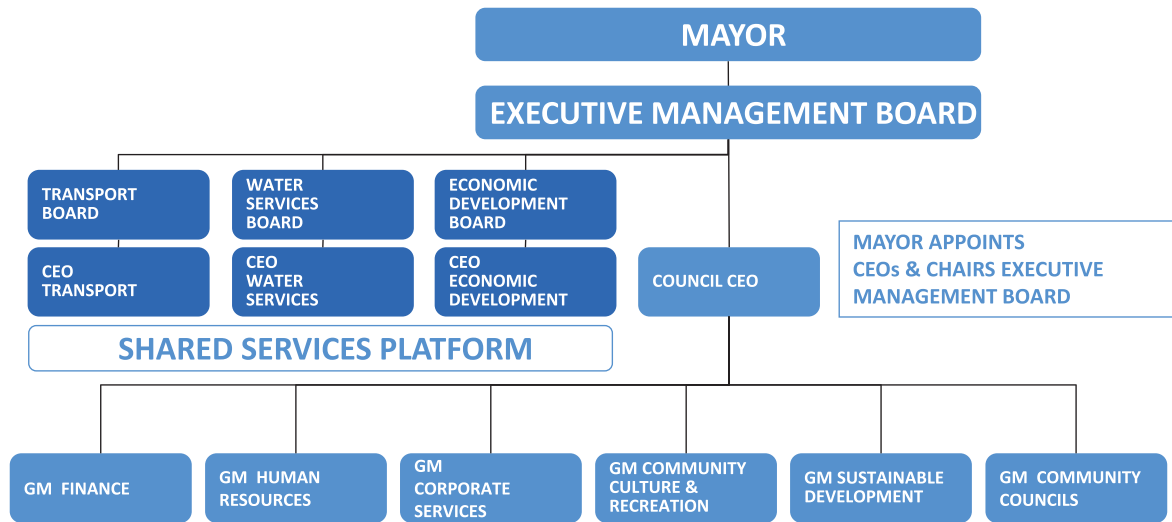 MAYOR
EXECUTIVE MANAGEMENT BOARD
TRANSPORT
BOARD
WATER
SERVICES
BOARD
ECONOMIC
DEVELOPMENT
BOARD
CEO
TRANSPORT
CEO
WATER
SERVICES
CEO
ECONOMIC
DEVELOPMENT
COUNCIL CEO
MAYOR APPOINTS
CEOs & CHAIRS EXECUTIVE
MANAGEMENT BOARD
SHARED SERVICES PLATFORM
GM FINANCE
GM HUMAN
RESOURCES
GM
CORPORATE
SERVICES
GM COMMUNITY
CULTURE &
RECREATION
GM SUSTAINABLE
DEVELOPMENT
GM COMMUNITY
COUNCILS